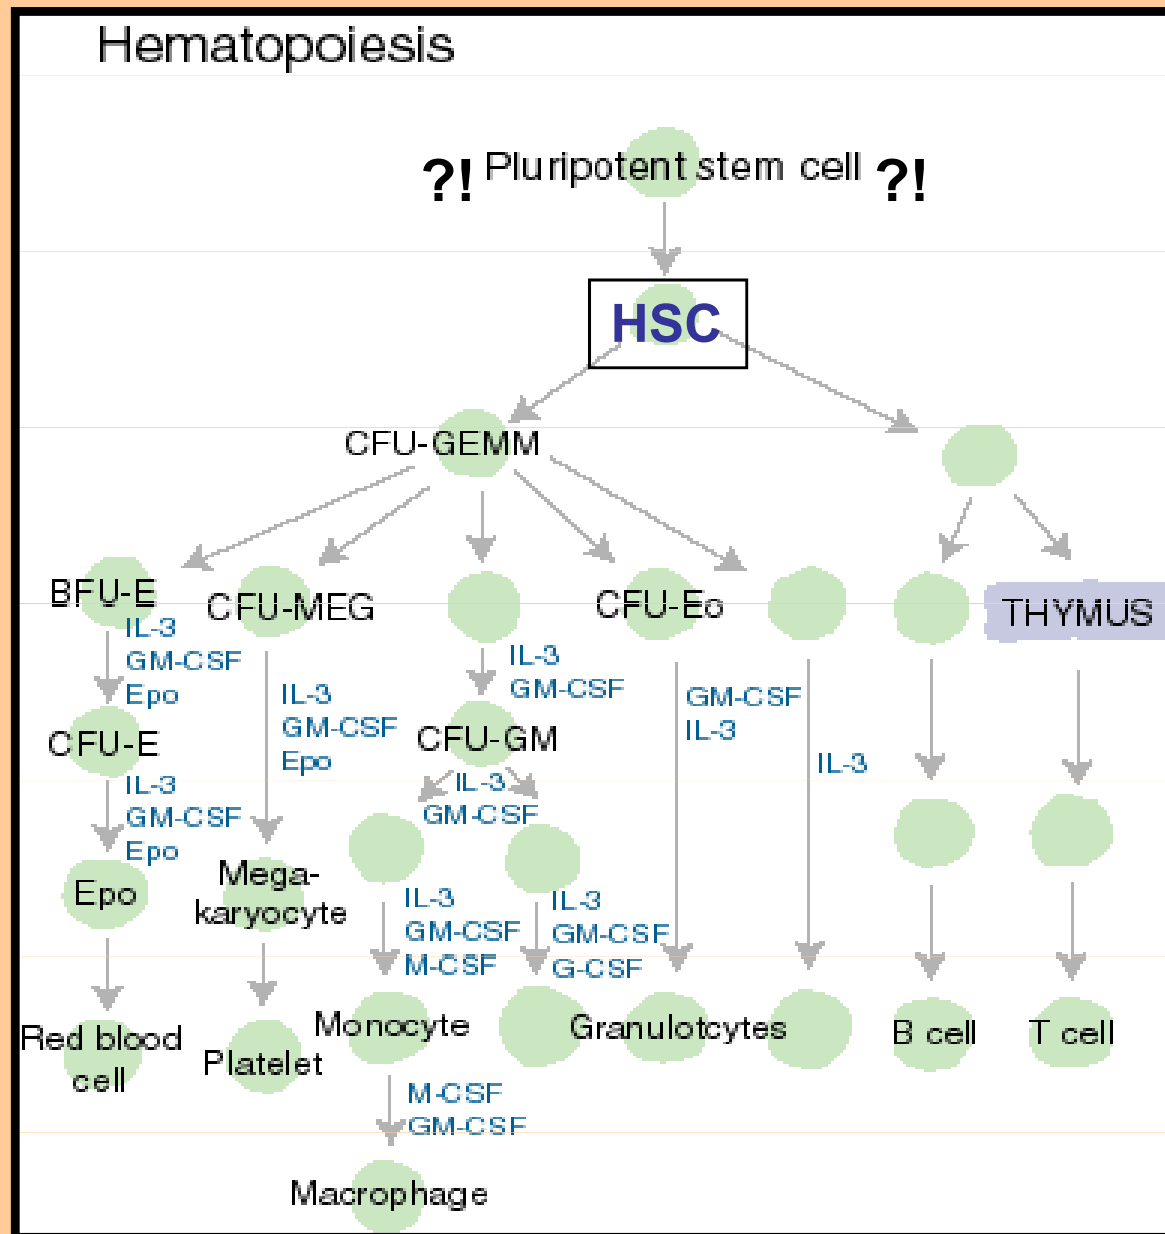 Hematopoiesis
?! Pluripotent stem cell ?!
HSC
CFU-GEMM
BFU-E
CFU-MEG
CFU-Eo
THYMUS
IL-3
GM-CSF
Epo
IL-3
GM-CSF
Epo
IL-3
GM-CSF
GM-CSF
IL-3
IL-3
CFU-E
CFU-GM
IL-3
GM-CSF
Epo
IL-3
GM-CSF
Epo
Mega-
karyocyte
IL-3
GM-CSF
M-CSF
IL-3
GM-CSF
G-CSF
Red blood
cell
Platelet
Monocyte
Granulotcytes
B cell
T cell
M-CSF
GM-CSF
Macrophage